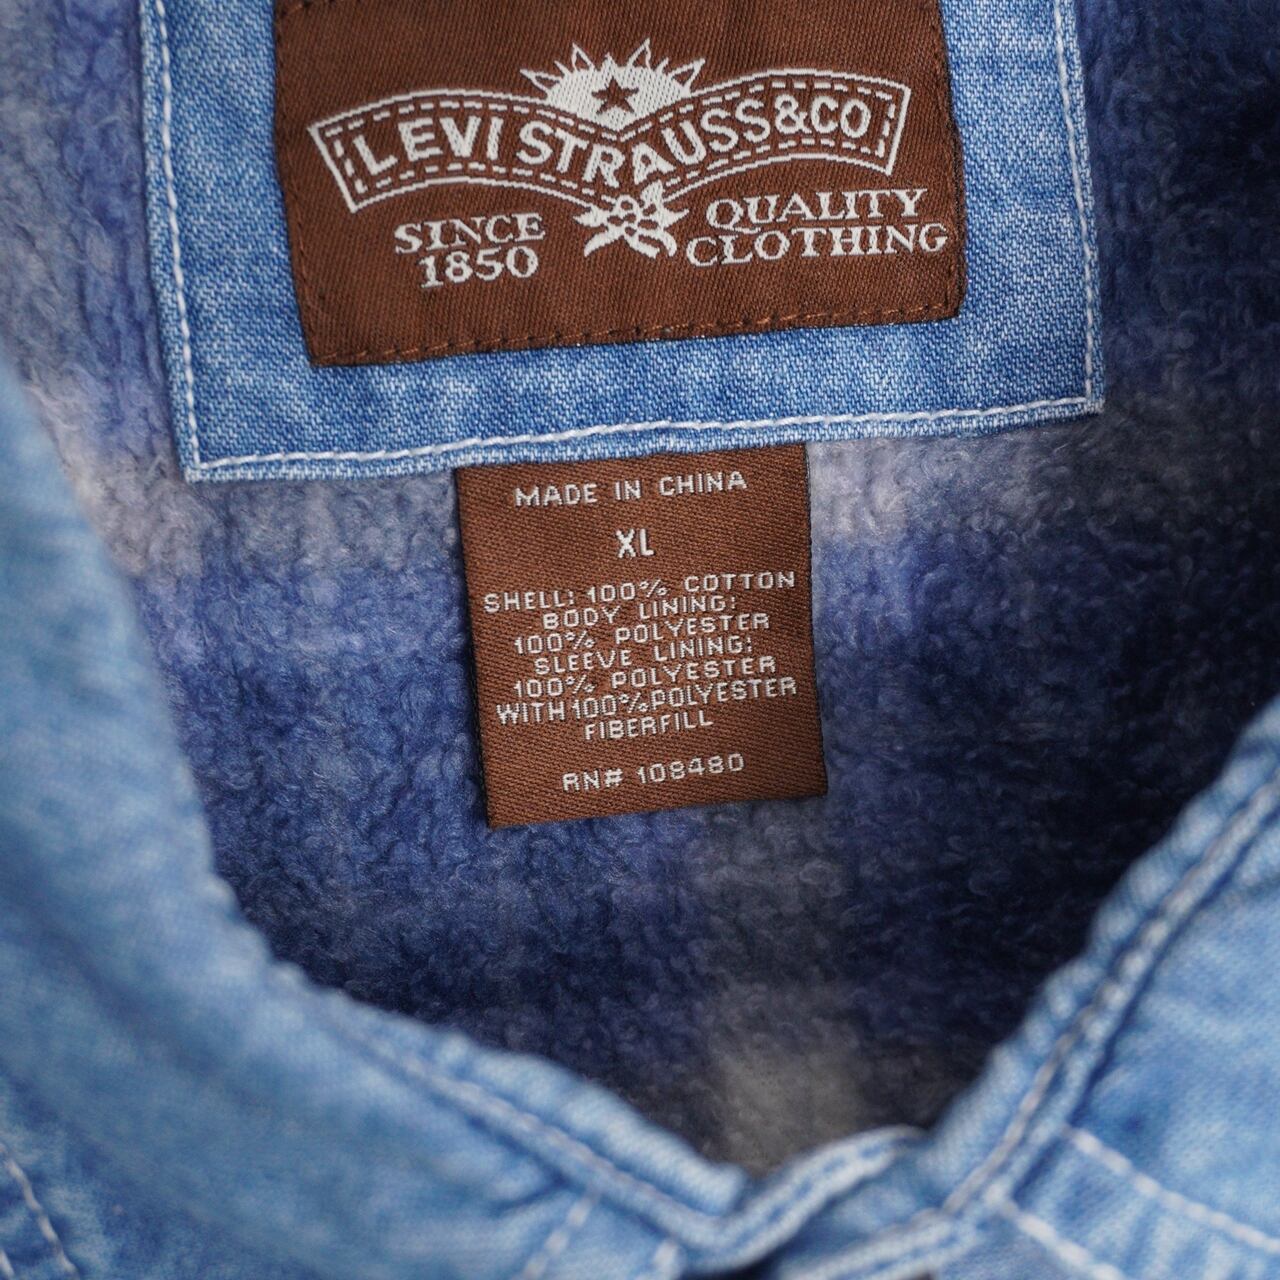 LEVI STRAUSS & CO
SINCE
1850
QUALITY
CLOTHING
MADE IN CHINA
XL
SHELL: 100% COTTON
BODY LINING:
100% POLYESTER
SLEEVE LINING:
100% POLYESTER
WITH 100% POLYESTER
FIBERFILL
RN# 108480